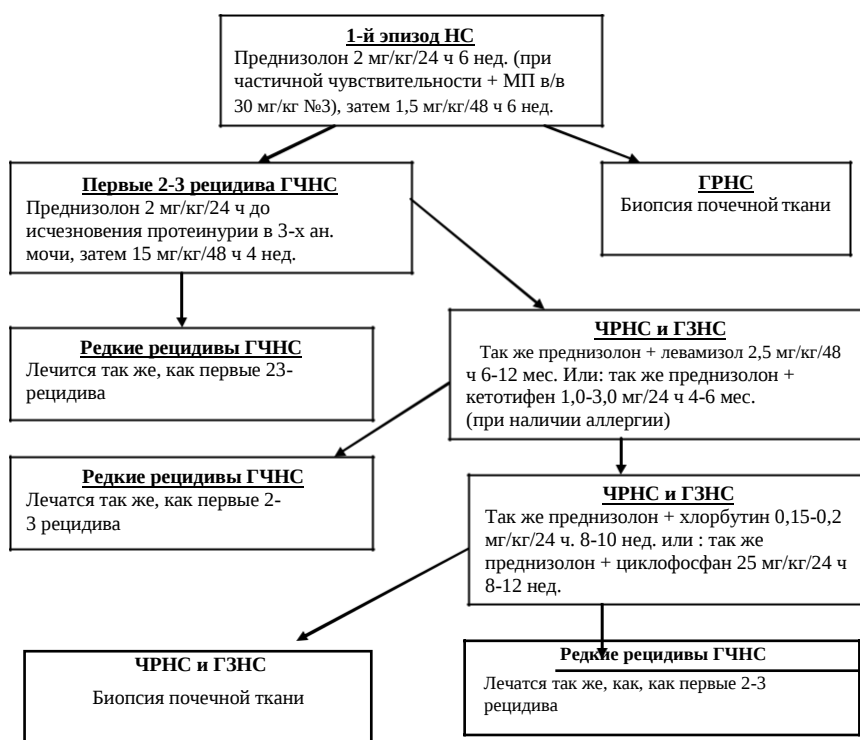 1-й эпизод НС
Преднизолон 2 мг/кг/24 ч 6 нед. (при
частичной чувствительности + МП в/в
30 мг/кг №3), затем 1,5 мг/кг/48 ч 6 нед.
Первые 2-3 рецидива ГЧНС
Преднизолон 2 мг/кг/24 ч до
исчезновения протеинурии в 3-х ан.
мочи, затем 15 мг/кг/48 ч 4 нед.
ГРНС
Биопсия почечной ткани
Редкие рецидивы ГЧНС
Лечится так же, как первые 23-
рецидива
ЧРНС и ГЗНС
Так же преднизолон + левамизол 2,5 мг/кг/48
ч 6-12 мес. Или: так же преднизолон +
кетотифен 1,0-3,0 мг/24 ч 4-6 мес.
(при наличии аллергии)
Редкие рецидивы ГЧНС
Лечатся так же, как первые 2-
3 рецидива
ЧРНС и ГЗНС
Так же преднизолон + хлорбутин 0,15-0,2
мг/кг/24 ч. 8-10 нед. или : так же
преднизолон + циклофосфан 25 мг/кг/24 ч
8-12 нед.
ЧРНС и ГЗНС
Биопсия почечной ткани
Редкие рецидивы ГЧНС
Лечатся так же, как, как первые 2-3
рецидива